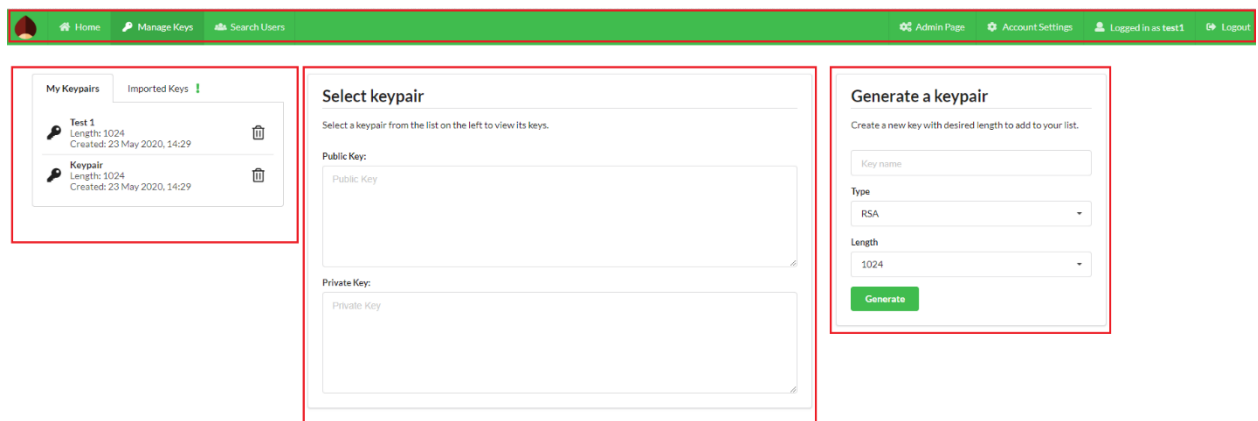 Home Manage Keys Search Users Admin Page Account Settings Logged in as test1 Logout
My Keypairs Imported Keys !
Test 1
Length: 1024
Created: 23 May 2020, 14:29
Keypair
Length: 1024
Created: 23 May 2020, 14:29
Select keypair
Select a keypair from the list on the left to view its keys.
Public Key:
Public Key
Private Key:
Private Key
Generate a keypair
Create a new key with desired length to add to your list.
Key name
Type
RSA
Length
1024
Generate